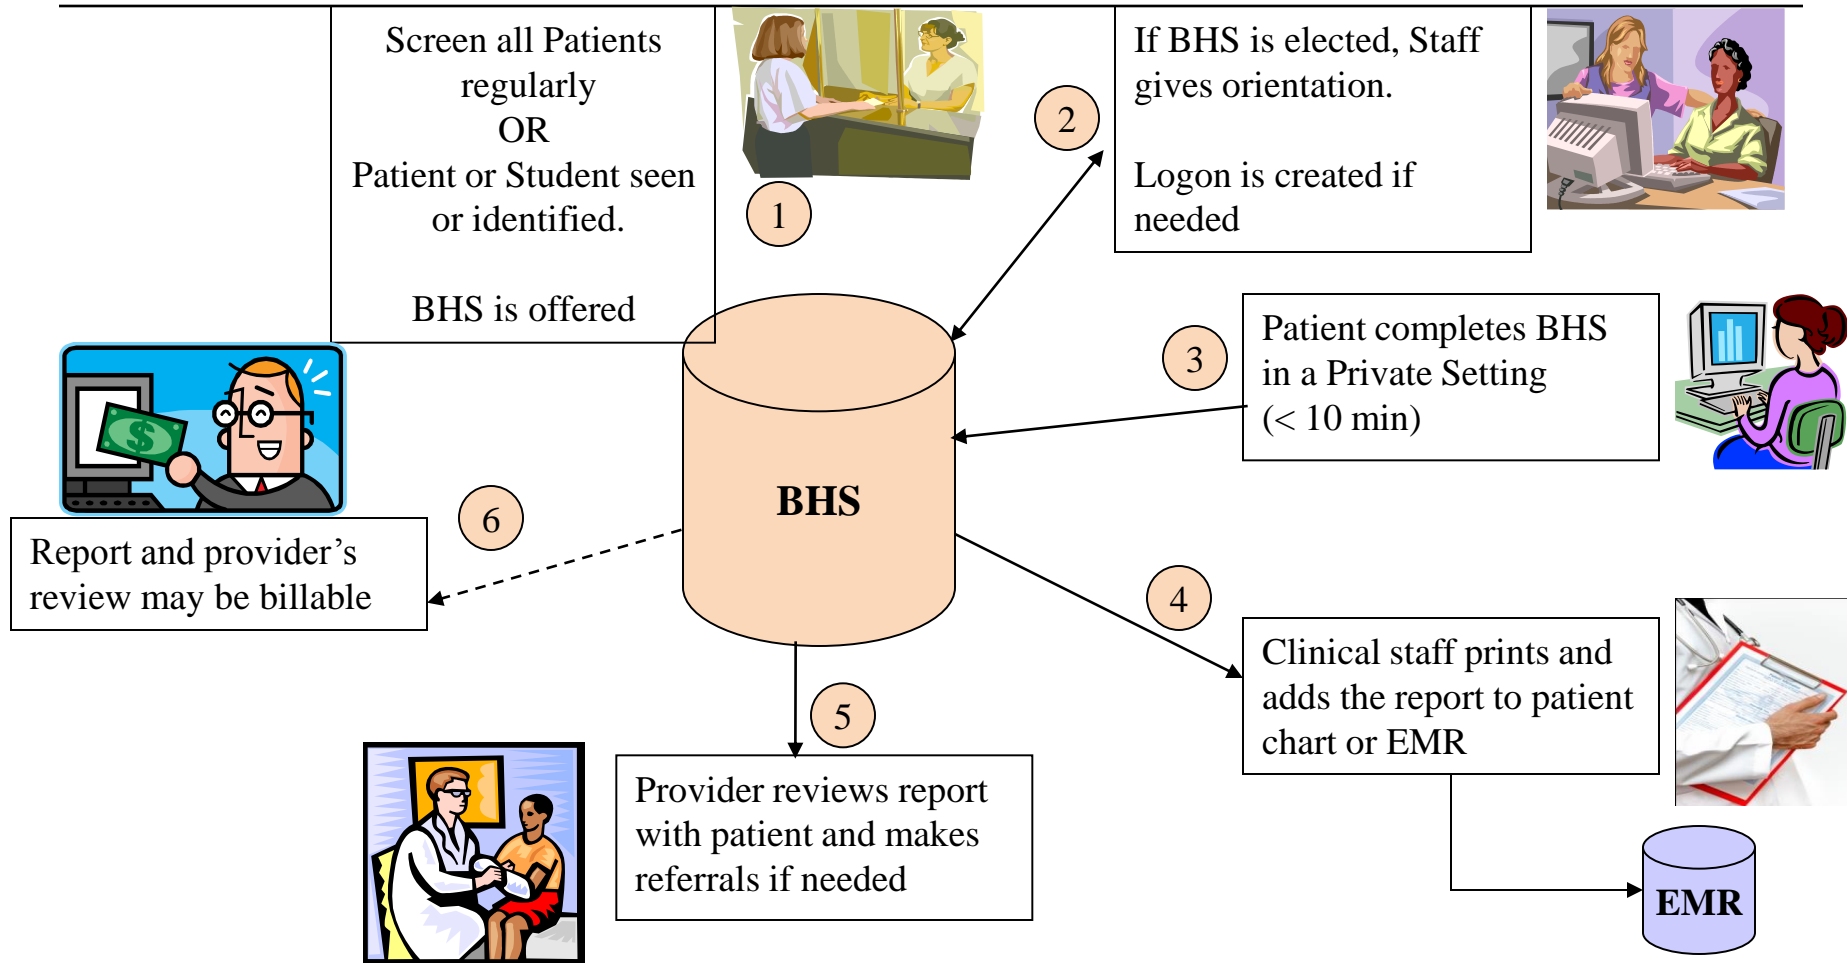 Screen all Patients
regularly
OR
Patient or Student seen
or identified.
BHS is offered
1
2
If BHS is elected, Staff
gives orientation.
Logon is created if
needed
3
Patient completes BHS
in a Private Setting
(< 10 min)
BHS
$
6
Report and provider’s
review may be billable
4
Clinical staff prints and
adds the report to patient
chart or EMR
5
Provider reviews report
with patient and makes
referrals if needed
EMR